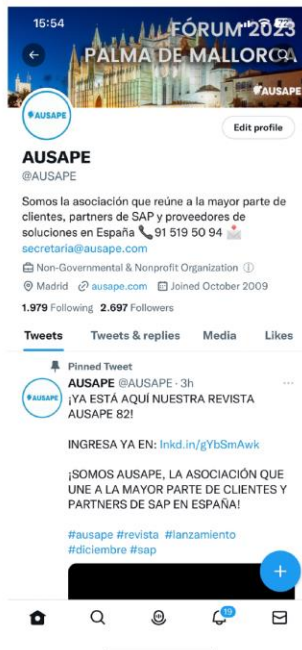 15:54
FÓRUM 2023
PALMA DE MALLORCA
AUSAPE
AUSAPE
Edit profile
AUSAPE
@AUSAPE
Somos la asociación que reúne a la mayor parte de
clientes, partners de SAP y proveedores de
soluciones en España 📞 91 519 50 94 📩
secretaria@ausape.com
Non-Governmental & Nonprofit Organization ⓘ
Madrid ausape.com Joined October 2009
1.979 Following 2.697 Followers
Tweets Tweets & replies Media Likes
Pinned Tweet
AUSAPE @AUSAPE · 3h
AUSAPE
¡YA ESTÁ AQUÍ NUESTRA REVISTA
AUSAPE 82!
INGRESA YA EN: lnkd.in/gYbSmAwk
¡SOMOS AUSAPE, LA ASOCIACIÓN QUE
UNE A LA MAYOR PARTE DE CLIENTES Y
PARTNERS DE SAP EN ESPAÑA!
#ausape #revista #lanzamiento
#diciembre #sap
19